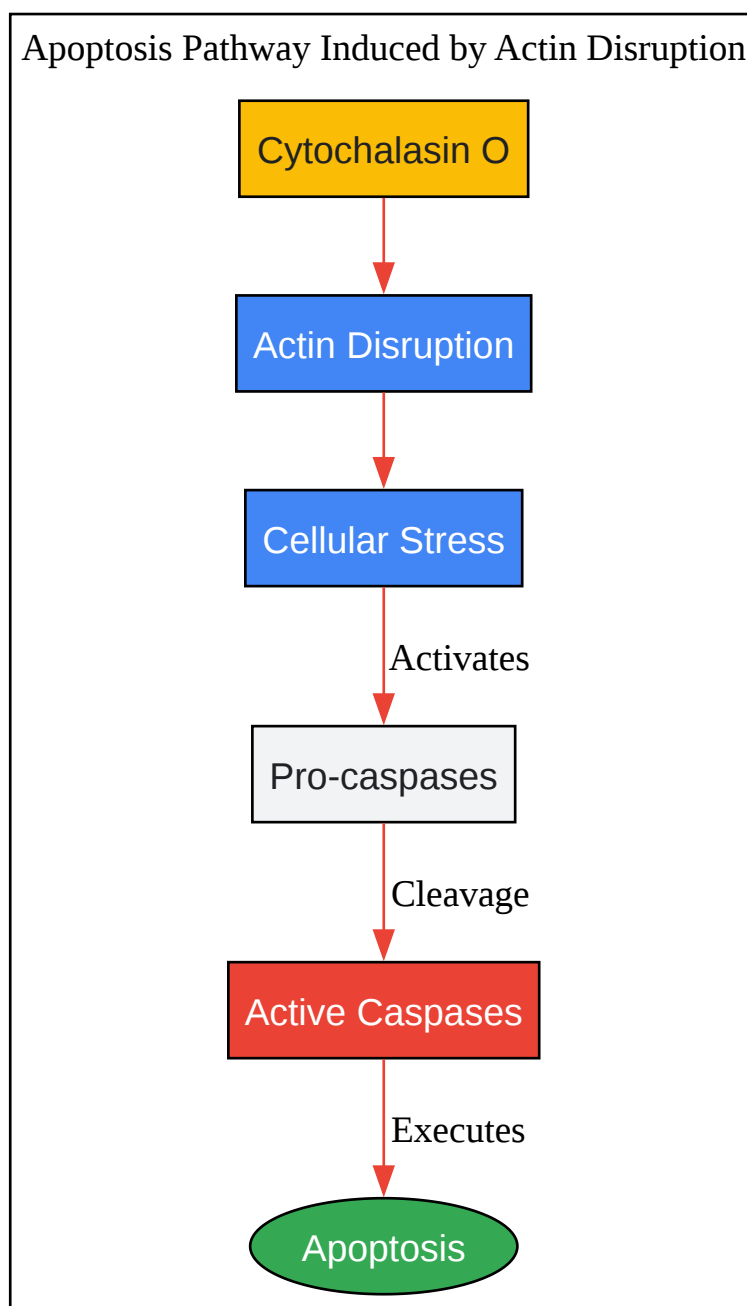 Apoptosis Pathway Induced by Actin Disruption
Cytochalasin O
Actin Disruption
Cellular Stress
Activates
Pro-caspases
Cleavage
Active Caspases
Executes
Apoptosis